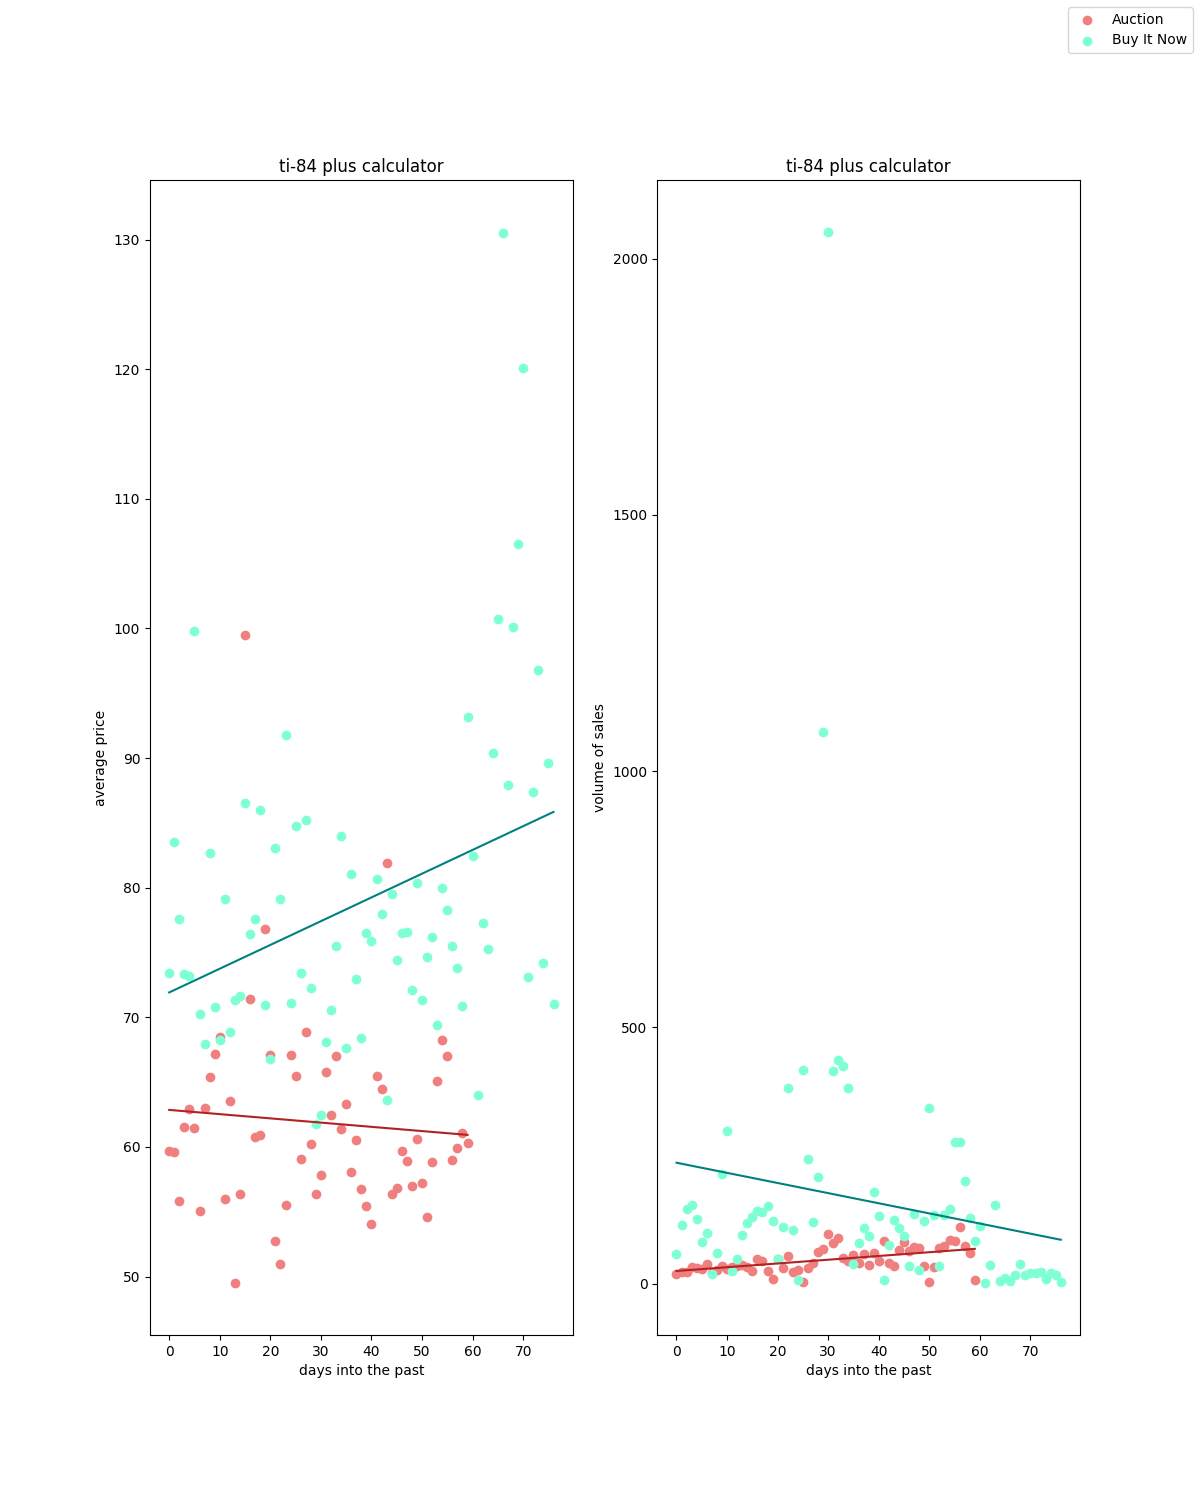 Auction
Buy It Now
ti-84 plus calculator
130
120
110
100
90
80
70
60
50
average price
0 10 20 30 40 50 60 70
days into the past
ti-84 plus calculator
2000
1500
1000
500
0
volume of sales
0 10 20 30 40 50 60 70
days into the past